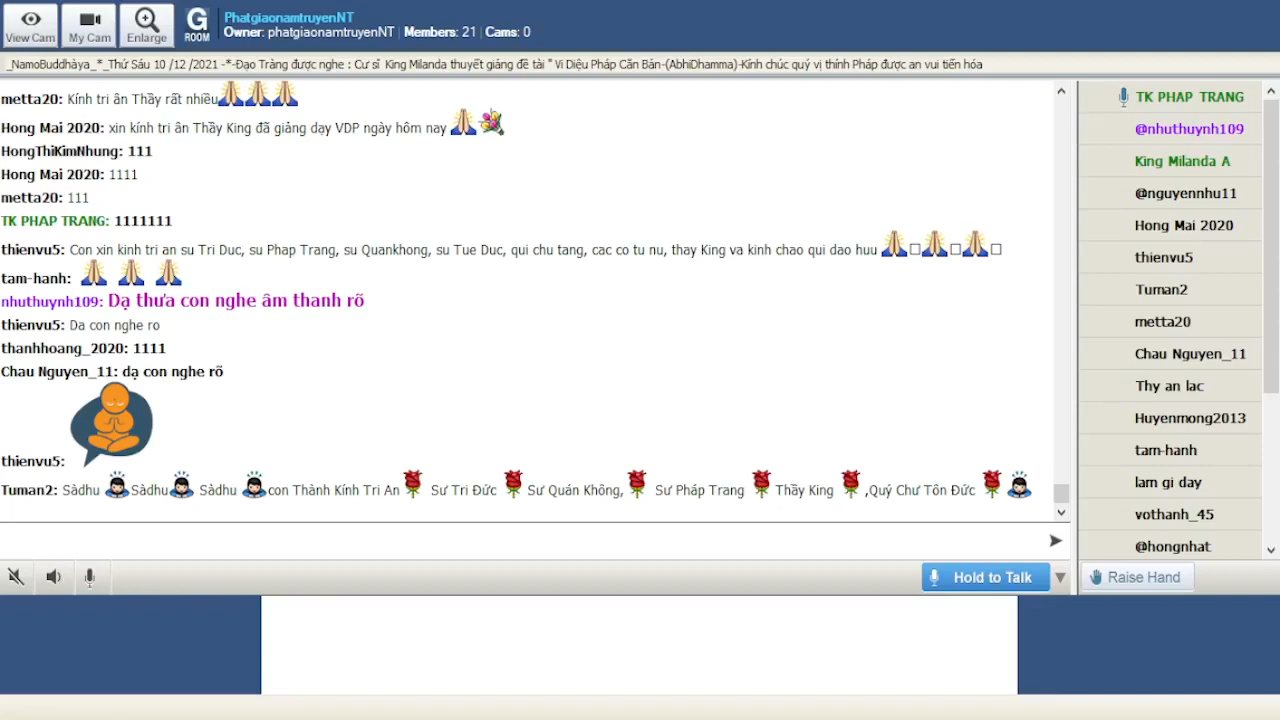 View Cam
My Cam
Enlarge
G
ROOM
PhatgiaonamtruyenNT
Owner: phatgiaonamtruyenNT | Members: 21 | Cams: 0
_NamoBuddhàya_*_Thứ Sáu 10 /12 /2021 -*-Đạo Tràng được nghe : Cư sĩ King Milanda thuyết giảng đề tài " Vi Diệu Pháp Căn Bản-(AbhiDhamma)-Kính chúc quý vị thính Pháp được an vui tiến hóa
metta20: Kính tri ân Thầy rất nhiều
Hong Mai 2020: xin kính tri ân Thầy King đã giảng dạy VDP ngày hôm nay
HongThiKimNhung: 111
Hong Mai 2020: 1111
metta20: 111
TK PHAP TRANG: 1111111
thienvu5: Con xin kinh tri an su Tri Duc, su Phap Trang, su Quankhong, su Tue Duc, qui chu tang, cac co tu nu, thay King va kinh chao qui dao huu
tam-hanh:
nhuthuynh109: Dạ thưa con nghe âm thanh rõ
thienvu5: Da con nghe ro
thanhhoang_2020: 1111
Chau Nguyen_11: dạ con nghe rõ
thienvu5:
Tuman2: Sàdhu Sàdhu Sàdhu con Thành Kính Tri An Sư Tri Đức Sư Quán Không, Sư Pháp Trang Thầy King ,Quý Chư Tôn Đức
Hold to Talk
TK PHAP TRANG
@nhuthuynh109
King Milanda A
@nguyennhu11
Hong Mai 2020
thienvu5
Tuman2
metta20
Chau Nguyen_11
Thy an lac
Huyenmong2013
tam-hanh
lam gi day
vothanh_45
@hongnhat
Raise Hand